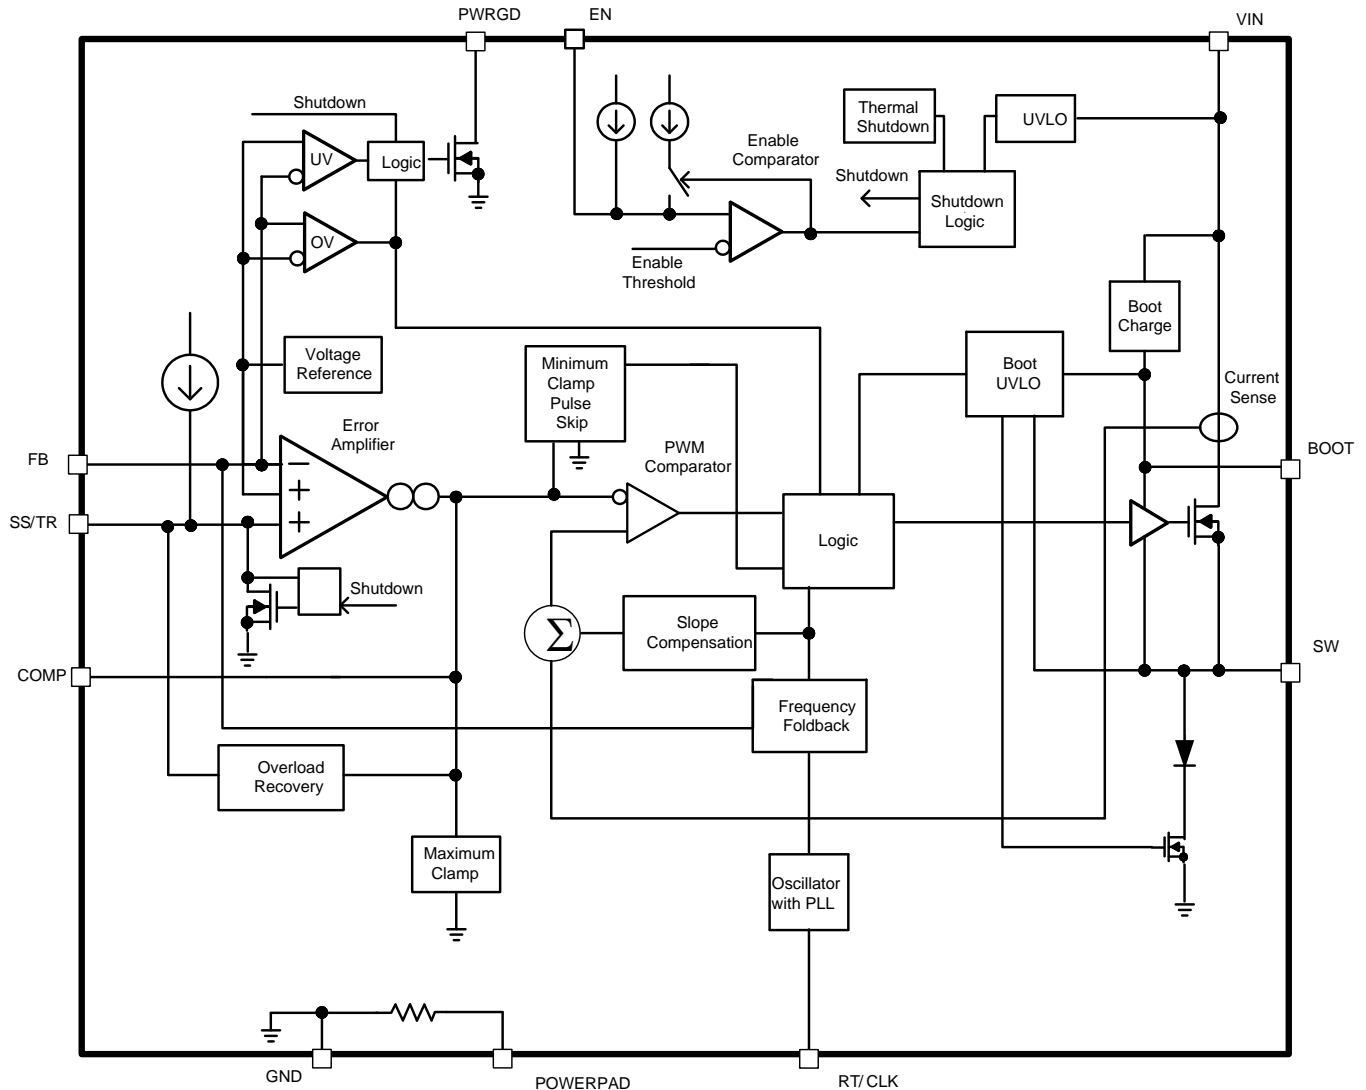 PWRGD
EN
VIN
Shutdown
UV
Logic
OV
Enable
Comparator
Thermal
Shutdown
UVLO
Shutdown
Shutdown
Logic
Enable
Threshold
Boot
Charge
Voltage
Reference
Minimum
Clamp
Pulse
Skip
Boot
UVLO
Current
Sense
Error
Amplifier
PWM
Comparator
FB
−
+
+
SS/TR
BOOT
Logic
Shutdown
Σ
Slope
Compensation
COMP
SW
Frequency
Foldback
Overload
Recovery
Maximum
Clamp
Oscillator
with PLL
GND
POWERPAD
RT/CLK